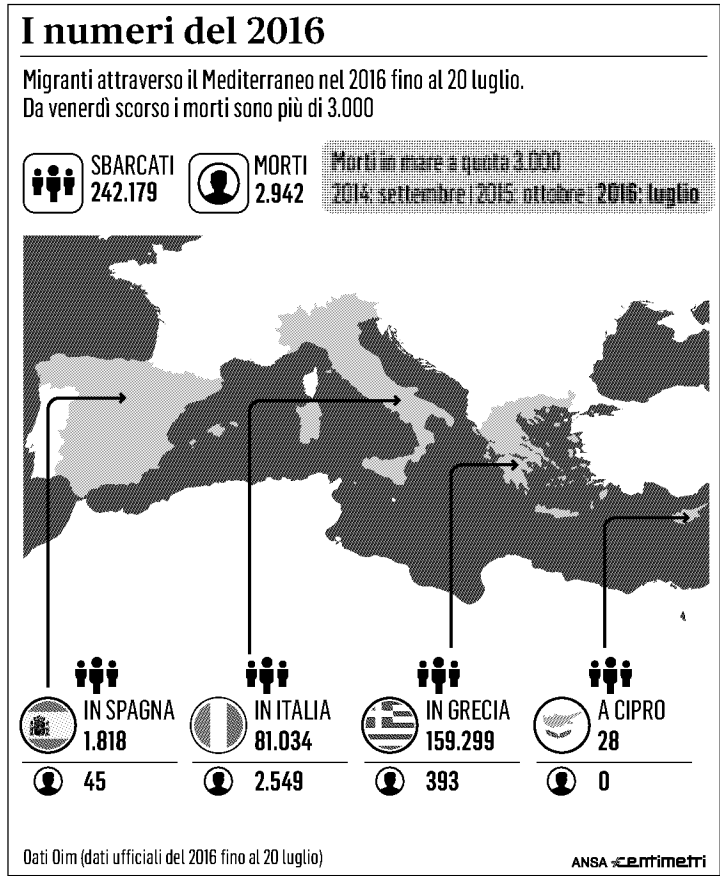 I numeri del 2016
Migranti attraverso il Mediterraneo nel 2016 fino al 20 luglio.
Da venerdì scorso i morti sono più di 3.000
SBARCATI
242.179
MORTI
2.942
Morti in mare a quota 3.000
2014: settembre | 2015: ottobre | 2016: luglio
IN SPAGNA
1.818
45
IN ITALIA
81.034
2.549
IN GRECIA
159.299
393
A CIPRO
28
0
Dati Oim (dati ufficiali del 2016 fino al 20 luglio)
ANSA centimetri